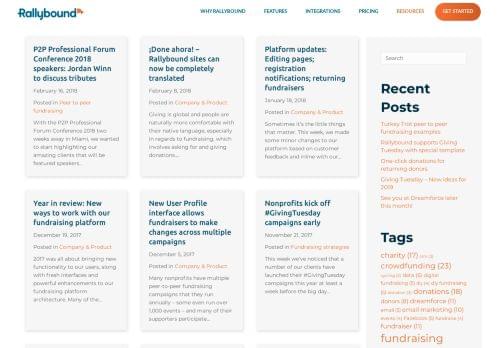 Rallybound
WHY RALLYBOUND
FEATURES
INTEGRATIONS
PRICING
RESOURCES
GET STARTED
P2P Professional Forum
Conference 2018
speakers: Jordan Winn
to discuss tributes
February 16, 2018
Posted in Peer to peer
fundraising
With the P2P Professional
Forum Conference 2018 two
weeks away in Miami, we wanted
to start highlighting our
amazing clients that will be
featured speakers...
¡Done ahora! –
Rallybound sites can
now be completely
translated
February 8, 2018
Posted in Company & Product
Giving is global and people are
naturally more comfortable with
their native language, especially
in regards to fundraising, which
involves asking for and giving
donations....
Platform updates:
Editing pages;
registration
notifications; returning
fundraisers
January 18, 2018
Posted in Company & Product
Sometimes it's the little things
that matter. This week, we made
some minor changes to our
platform based on customer
feedback and inline with our...
Year in review: New
ways to work with our
fundraising platform
December 19, 2017
Posted in Company & Product
2017 was all about bringing new
functionality to our users, along
with fresh interfaces and
powerful enhancements to our
fundraising platform
architecture. Many of the...
New User Profile
interface allows
fundraisers to make
changes across multiple
campaigns
December 5, 2017
Posted in Company & Product
Many nonprofits have multiple
peer-to-peer fundraising
campaigns that they run
annually – some even run over
1,000 events – and many of their
supporters participate...
Nonprofits kick off
#GivingTuesday
campaigns early
November 21, 2017
Posted in Fundraising strategies
This week we've noticed that a
number of our clients have
launched their #GivingTuesday
campaigns this year at least a
week before the big day...
Search
Recent
Posts
Turkey Trot peer to peer
fundraising examples
Rallybound supports Giving
Tuesday with special template
One-click donations for
returning donors
Giving Tuesday – New ideas for
2019
See you at Dreamforce later
this month!
Tags
charity (17)
crowdfunding (23)
data (5) digital
fundraising (5) diy (4) diy fundraising
(5) donation (3) donations (18)
donors (8) dreamforce (11)
email (5) email marketing (10)
events (4) Facebook (5) fundraise (4)
fundraiser (11)
fundraising